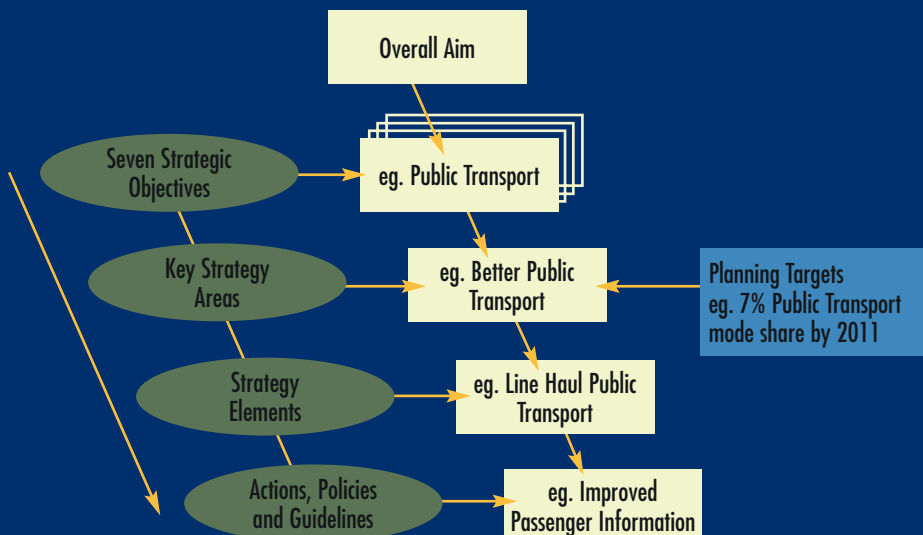 Overall Aim
Seven Strategic
Objectives
eg. Public Transport
Key Strategy
Areas
eg. Better Public
Transport
Planning Targets
eg. 7% Public Transport
mode share by 2011
Strategy
Elements
eg. Line Haul Public
Transport
Actions, Policies
and Guidelines
eg. Improved
Passenger Information